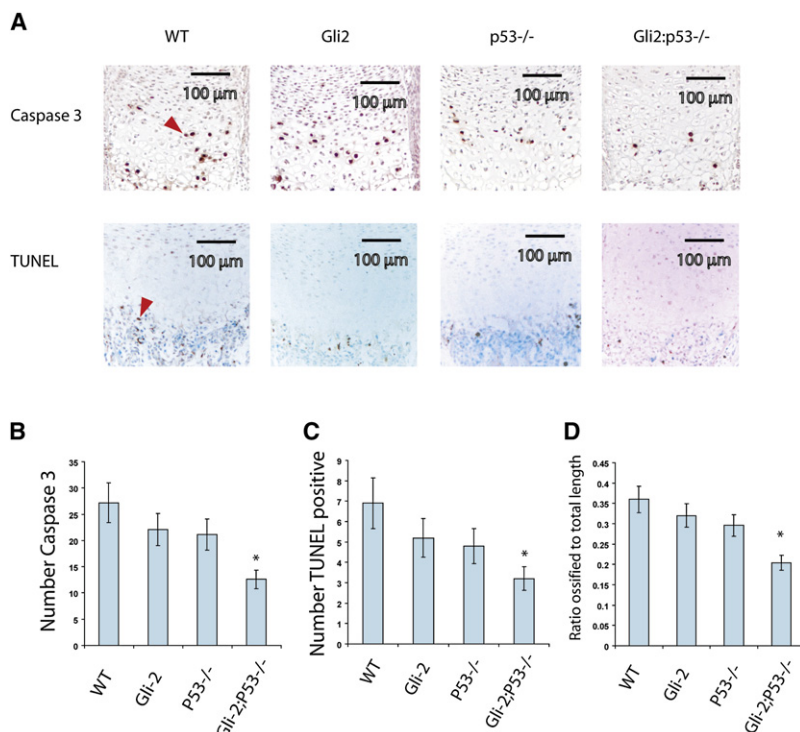 A
WT Gli2 p53-/- Gli2:p53-/-
Caspase 3
100 µm 100 µm 100 µm 100 µm
TUNEL
100 µm 100 µm 100 µm 100 µm
B
Number Caspase 3
35
30
25
20
15
10
5
0
*
WT Gli-2 P53-/- Gli-2;P53-/-
C
Number TUNEL positive
9
8
7
6
5
4
3
2
1
0
*
WT Gli-2 P53-/- Gli-2;P53-/-
D
Ratio ossified to total length
0.45
0.4
0.35
0.3
0.25
0.2
0.15
0.1
0.05
0
*
WT Gli-2 P53-/- Gli-2;P53-/-